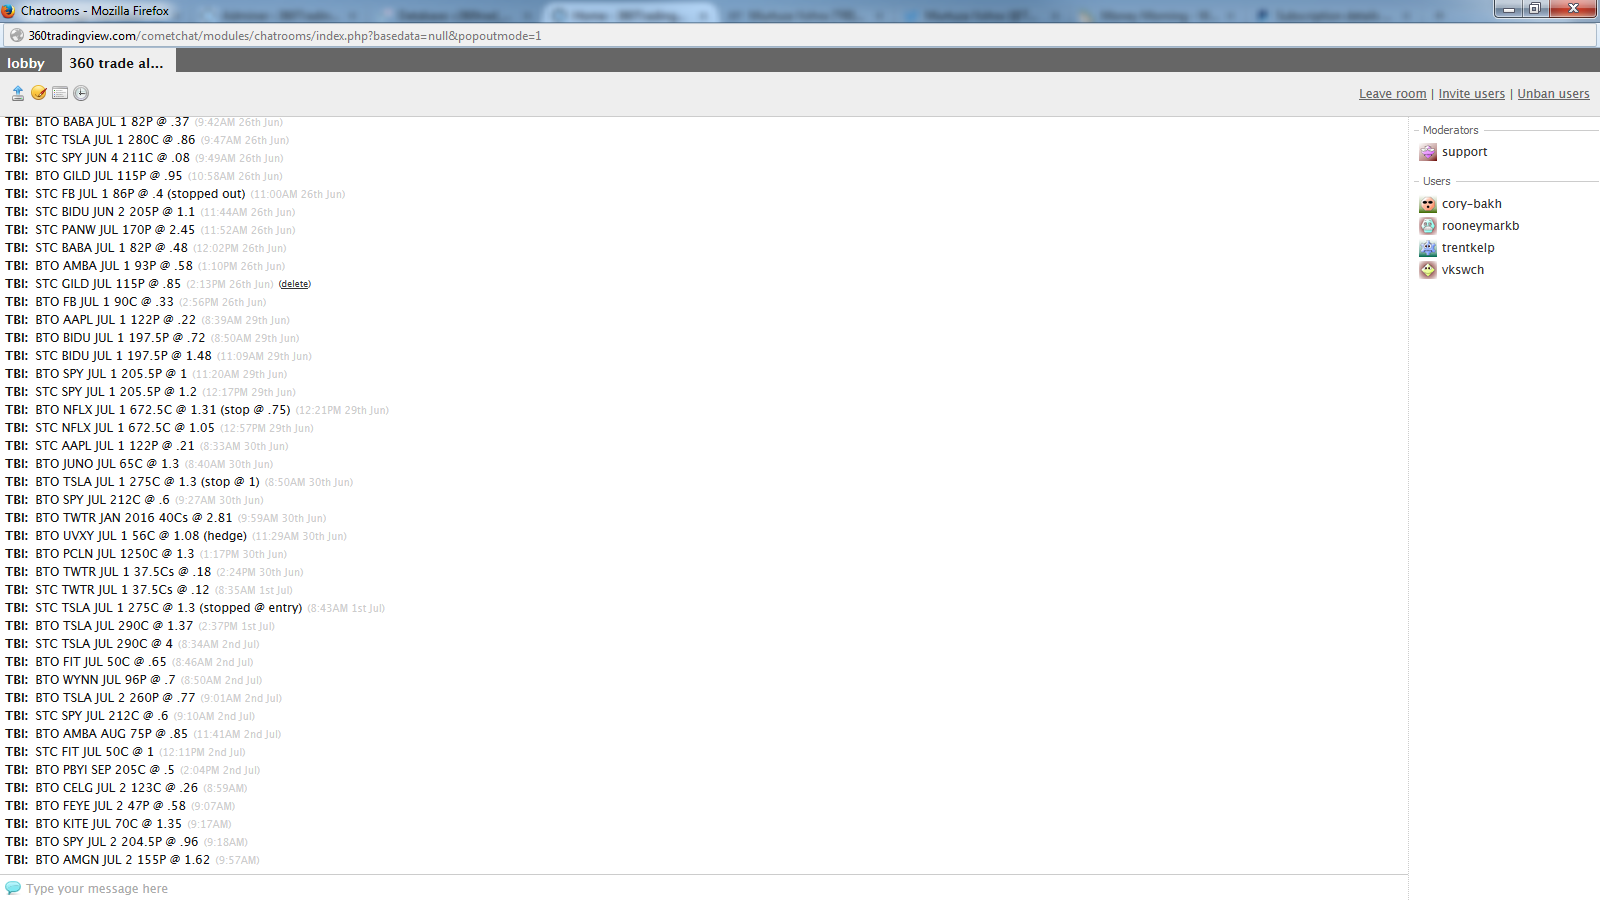 Chatrooms - Mozilla Firefox
360tradingview.com/cometchat/modules/chatrooms/index.php?basedata=null&popoutmode=1
lobby
360 trade al...
Leave room | Invite users | Unban users
TBI: BTO BABA JUL 1 82P @ .37 (9:42AM 26th Jun)
TBI: STC TSLA JUL 1 280C @ .86 (9:47AM 26th Jun)
TBI: STC SPY JUN 4 211C @ .08 (9:49AM 26th Jun)
TBI: BTO GILD JUL 115P @ .95 (10:58AM 26th Jun)
TBI: STC FB JUL 1 86P @ .4 (stopped out) (11:00AM 26th Jun)
TBI: STC BIDU JUN 2 205P @ 1.1 (11:44AM 26th Jun)
TBI: STC PANW JUL 170P @ 2.45 (11:52AM 26th Jun)
TBI: STC BABA JUL 1 82P @ .48 (12:02PM 26th Jun)
TBI: BTO AMBA JUL 1 93P @ .58 (1:10PM 26th Jun)
TBI: STC GILD JUL 115P @ .85 (2:13PM 26th Jun) (delete)
TBI: BTO FB JUL 1 90C @ .33 (2:56PM 26th Jun)
TBI: BTO AAPL JUL 1 122P @ .22 (8:39AM 29th Jun)
TBI: BTO BIDU JUL 1 197.5P @ .72 (8:50AM 29th Jun)
TBI: STC BIDU JUL 1 197.5P @ 1.48 (11:09AM 29th Jun)
TBI: BTO SPY JUL 1 205.5P @ 1 (11:20AM 29th Jun)
TBI: STC SPY JUL 1 205.5P @ 1.2 (12:17PM 29th Jun)
TBI: BTO NFLX JUL 1 672.5C @ 1.31 (stop @ .75) (12:21PM 29th Jun)
TBI: STC NFLX JUL 1 672.5C @ 1.05 (12:57PM 29th Jun)
TBI: STC AAPL JUL 1 122P @ .21 (8:33AM 30th Jun)
TBI: BTO JUNO JUL 65C @ 1.3 (8:40AM 30th Jun)
TBI: BTO TSLA JUL 1 275C @ 1.3 (stop @ 1) (8:50AM 30th Jun)
TBI: BTO SPY JUL 212C @ .6 (9:27AM 30th Jun)
TBI: BTO TWTR JAN 2016 40Cs @ 2.81 (9:59AM 30th Jun)
TBI: BTO UVXY JUL 1 56C @ 1.08 (hedge) (11:29AM 30th Jun)
TBI: BTO PCLN JUL 1250C @ 1.3 (1:17PM 30th Jun)
TBI: BTO TWTR JUL 1 37.5Cs @ .18 (2:24PM 30th Jun)
TBI: STC TWTR JUL 1 37.5Cs @ .12 (8:35AM 1st Jul)
TBI: STC TSLA JUL 1 275C @ 1.3 (stopped @ entry) (8:43AM 1st Jul)
TBI: BTO TSLA JUL 290C @ 1.37 (2:37PM 1st Jul)
TBI: STC TSLA JUL 290C @ 4 (8:34AM 2nd Jul)
TBI: BTO FIT JUL 50C @ .65 (8:46AM 2nd Jul)
TBI: BTO WYNN JUL 96P @ .7 (8:50AM 2nd Jul)
TBI: BTO TSLA JUL 2 260P @ .77 (9:01AM 2nd Jul)
TBI: STC SPY JUL 212C @ .6 (9:10AM 2nd Jul)
TBI: BTO AMBA AUG 75P @ .85 (11:41AM 2nd Jul)
TBI: STC FIT JUL 50C @ 1 (12:11PM 2nd Jul)
TBI: BTO PBYI SEP 205C @ .5 (2:04PM 2nd Jul)
TBI: BTO CELG JUL 2 123C @ .26 (8:59AM)
TBI: BTO FEYE JUL 2 47P @ .58 (9:07AM)
TBI: BTO KITE JUL 70C @ 1.35 (9:17AM)
TBI: BTO SPY JUL 2 204.5P @ .96 (9:18AM)
TBI: BTO AMGN JUL 2 155P @ 1.62 (9:57AM)
Type your message here
Moderators
support
Users
cory-bakh
rooneymarkb
trentkelp
vkswch